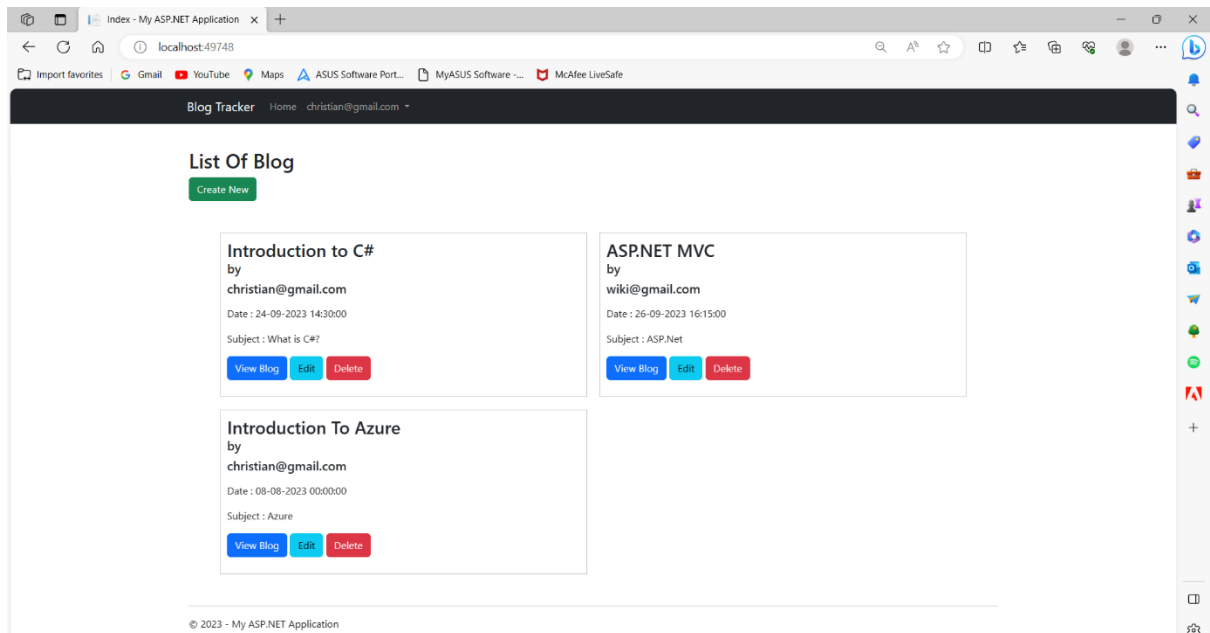 Index - My ASP.NET Application
localhost:49748
Import favorites Gmail YouTube Maps ASUS Software Port... MyASUS Software -... McAfee LiveSafe
Blog Tracker Home christian@gmail.com
List Of Blog
Create New
Introduction to C#
by
christian@gmail.com
Date : 24-09-2023 14:30:00
Subject : What is C#?
View Blog Edit Delete
ASP.NET MVC
by
wiki@gmail.com
Date : 26-09-2023 16:15:00
Subject : ASP.Net
View Blog Edit Delete
Introduction To Azure
by
christian@gmail.com
Date : 08-08-2023 00:00:00
Subject : Azure
View Blog Edit Delete
© 2023 - My ASP.NET Application